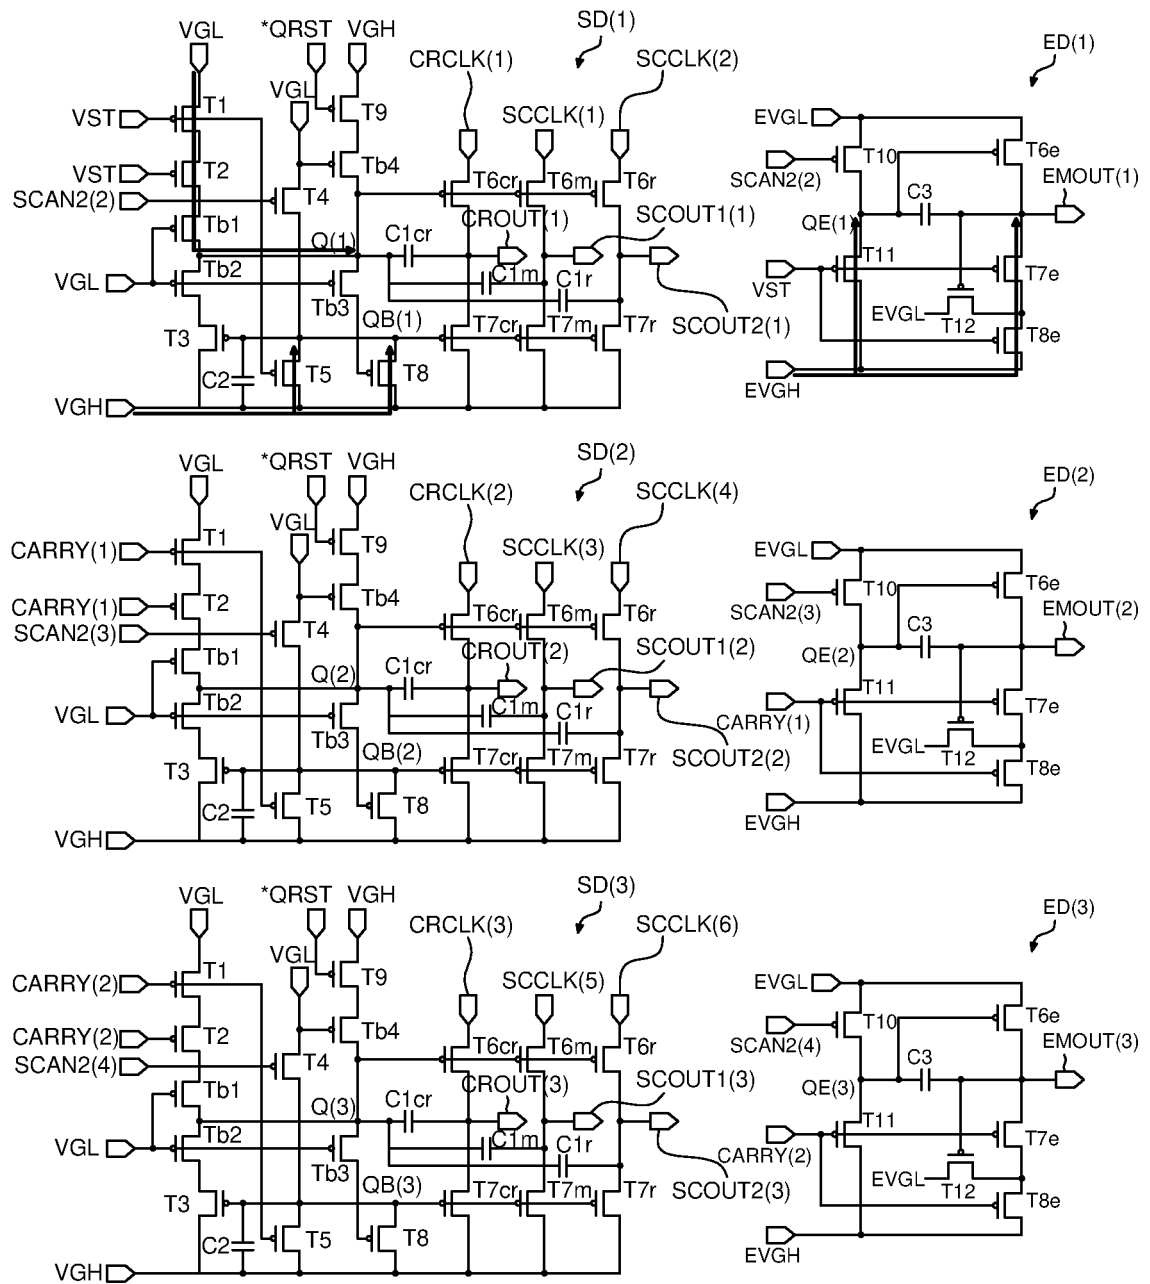 VGL *QRST VGH SD(1)
CRCLK(1) SCCLK(2) ED(1)
VGL
VST T1 T9 SCCLK(1) EVGL
VST T2 Tb4 T10 T6e
SCAN2(2) T4 T6cr T6m T6r SCAN2(2) C3 EMOUT(1)
Tb1 Q(1) C1cr CROUT(1) SCOUT1(1) QE(1)
VGL Tb2 Tb3 C1m C1r VST T11 T7e
T3 QB(1) T7cr T7m T7r SCOUT2(1) EVGL T12 T8e
C2 T5 T8 EVGH
VGH
VGL *QRST VGH SD(2)
CRCLK(2) SCCLK(4) ED(2)
VGL
CARRY(1) T1 T9 SCCLK(3) EVGL
CARRY(1) T2 Tb4 T10 T6e
SCAN2(3) T4 T6cr T6m T6r SCAN2(3) C3 EMOUT(2)
Tb1 Q(2) C1cr CROUT(2) SCOUT1(2) QE(2)
VGL Tb2 Tb3 C1m C1r CARRY(1) T11 T7e
T3 QB(2) T7cr T7m T7r SCOUT2(2) EVGL T12 T8e
C2 T5 T8 EVGH
VGH
VGL *QRST VGH SD(3)
CRCLK(3) SCCLK(6) ED(3)
VGL
CARRY(2) T1 T9 SCCLK(5) EVGL
CARRY(2) T2 Tb4 T10 T6e
SCAN2(4) T4 T6cr T6m T6r SCAN2(4) C3 EMOUT(3)
Tb1 Q(3) C1cr CROUT(3) SCOUT1(3) QE(3)
VGL Tb2 Tb3 C1m C1r CARRY(2) T11 T7e
T3 QB(3) T7cr T7m T7r SCOUT2(3) EVGL T12 T8e
C2 T5 T8 EVGH
VGH